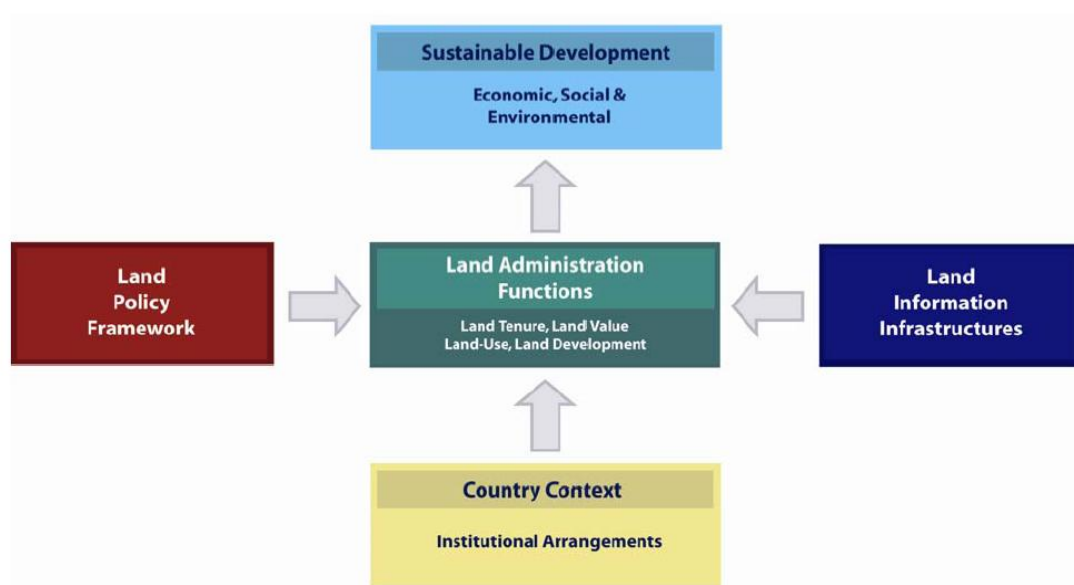 Sustainable Development
Economic, Social &
Environmental
Land
Policy
Framework
Land Administration
Functions
Land Tenure, Land Value
Land-Use, Land Development
Land
Information
Infrastructures
Country Context
Institutional Arrangements